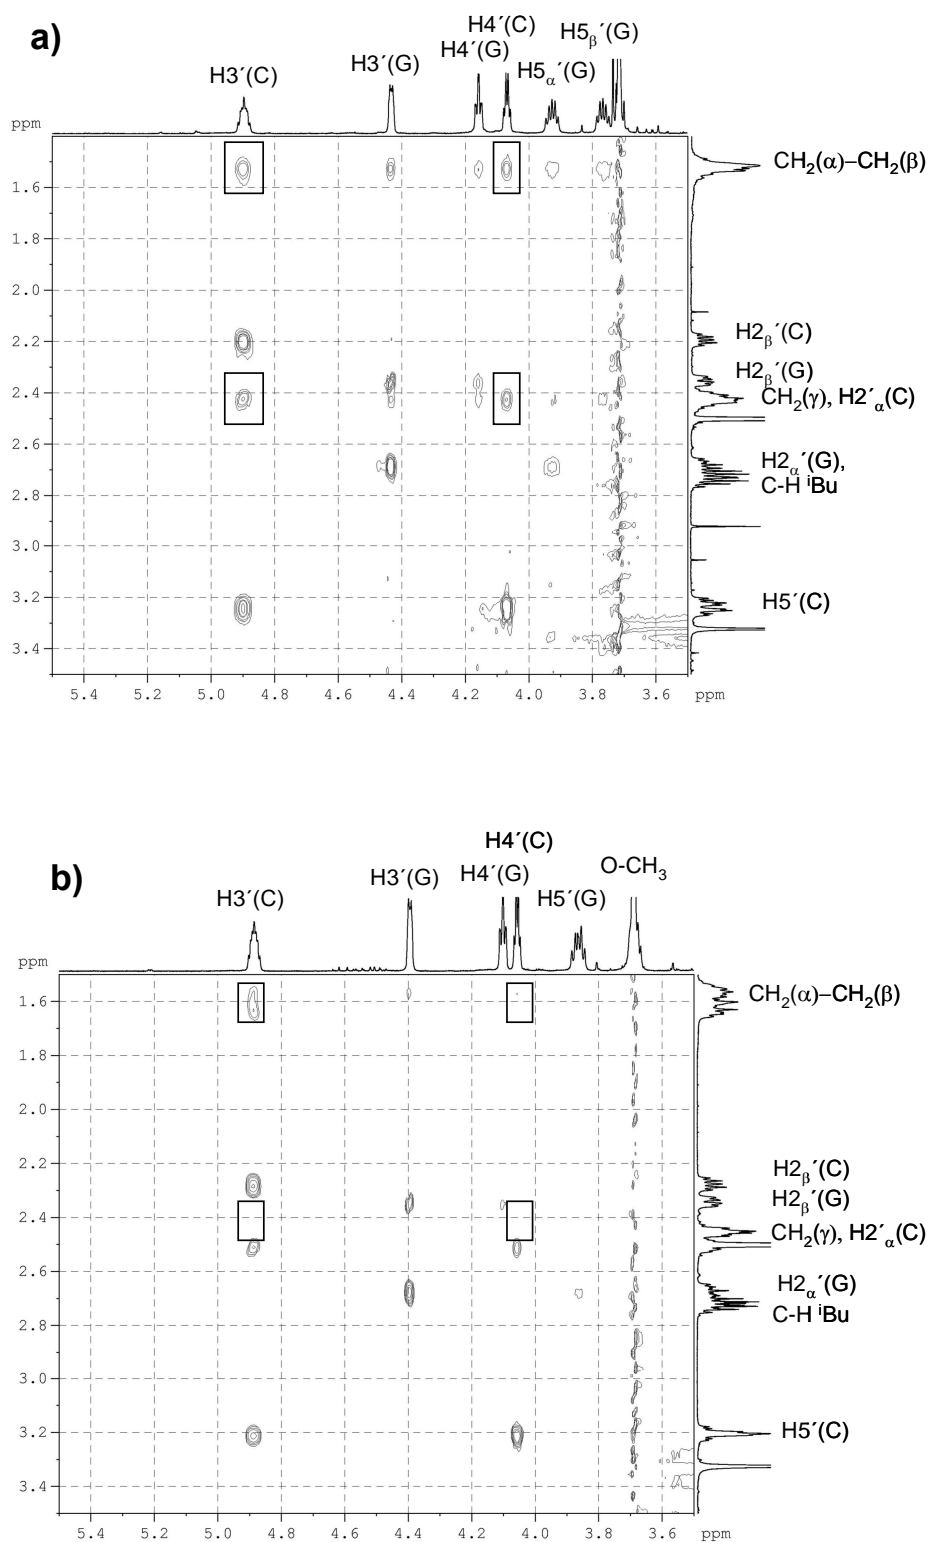 a)
H4´(C)
H5β´(G)
H4´(G)
H3´(G)
H5α´(G)
H3´(C)
ppm
CH₂(α)–CH₂(β)
1.6
1.8
2.0
2.2
H2β´(C)
H2β´(G)
2.4
CH₂(γ), H2´α(C)
2.6
H2α´(G),
C-H ⁱBu
2.8
3.0
3.2
H5´(C)
3.4
5.4 5.2 5.0 4.8 4.6 4.4 4.2 4.0 3.8 3.6 ppm
H4´(C)
b)
O-CH₃
H4´(G)
H3´(G)
H3´(C)
H5´(G)
ppm
CH₂(α)–CH₂(β)
1.6
1.8
2.0
2.2
H2β´(C)
H2β´(G)
2.4
CH₂(γ), H2´α(C)
2.6
H2α´(G)
C-H ⁱBu
2.8
3.0
3.2
H5´(C)
3.4
5.4 5.2 5.0 4.8 4.6 4.4 4.2 4.0 3.8 3.6 ppm